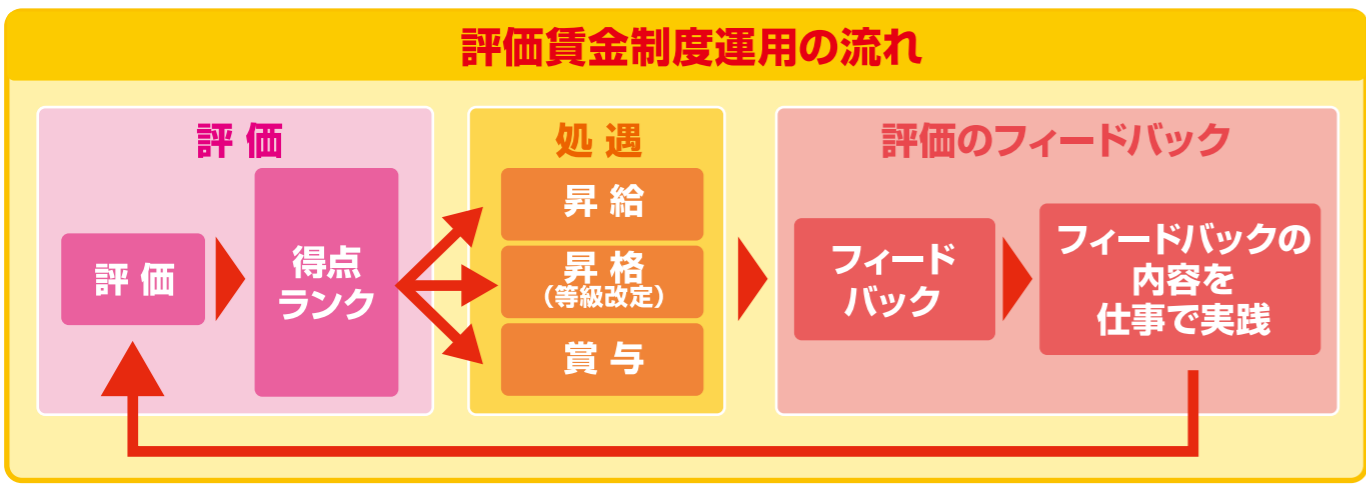 評価賃金制度運用の流れ
評 価
評 価
得点
ランク
処 遇
昇 給
昇 格
（等級改定）
賞 与
評価のフィードバック
フィード
バック
フィードバックの
内容を
仕事で実践